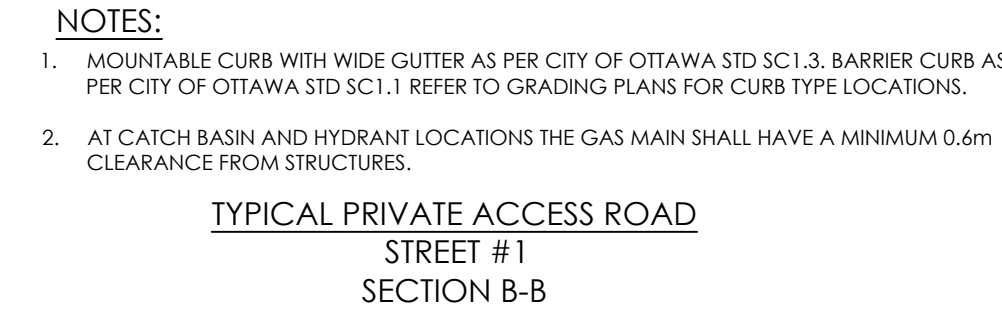 NOTES:
1. MOUNTABLE CURB WITH WIDE GUTTER AS PER CITY OF OTTAWA STD SC1.3. BARRIER CURB AS
PER CITY OF OTTAWA STD SC1.1 REFER TO GRADING PLANS FOR CURB TYPE LOCATIONS.
2. AT CATCH BASIN AND HYDRANT LOCATIONS THE GAS MAIN SHALL HAVE A MINIMUM 0.6m
CLEARANCE FROM STRUCTURES.
TYPICAL PRIVATE ACCESS ROAD
STREET #1
SECTION B-B